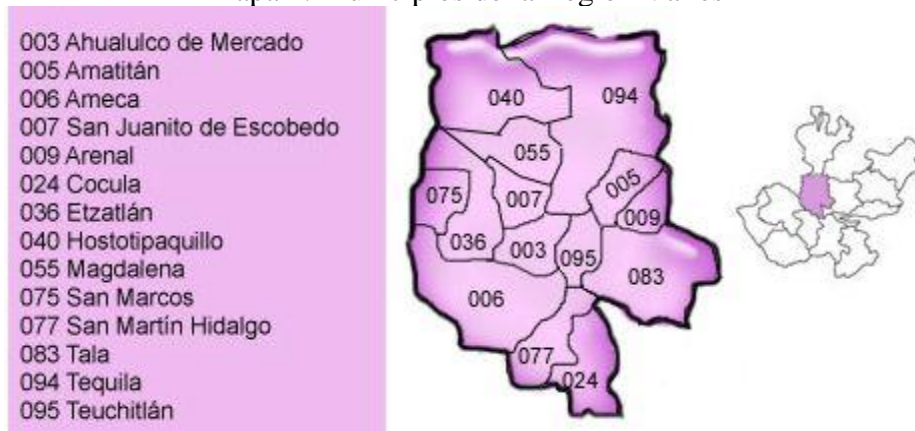 003 Ahualulco de Mercado
005 Amatitán
006 Ameca
007 San Juanito de Escobedo
009 Arenal
024 Cocula
036 Etzatlán
040 Hostotipaquillo
055 Magdalena
075 San Marcos
077 San Martín Hidalgo
083 Tala
094 Tequila
095 Teuchitlán
040
094
055
005
075
007
009
036
003
095
083
006
077
024